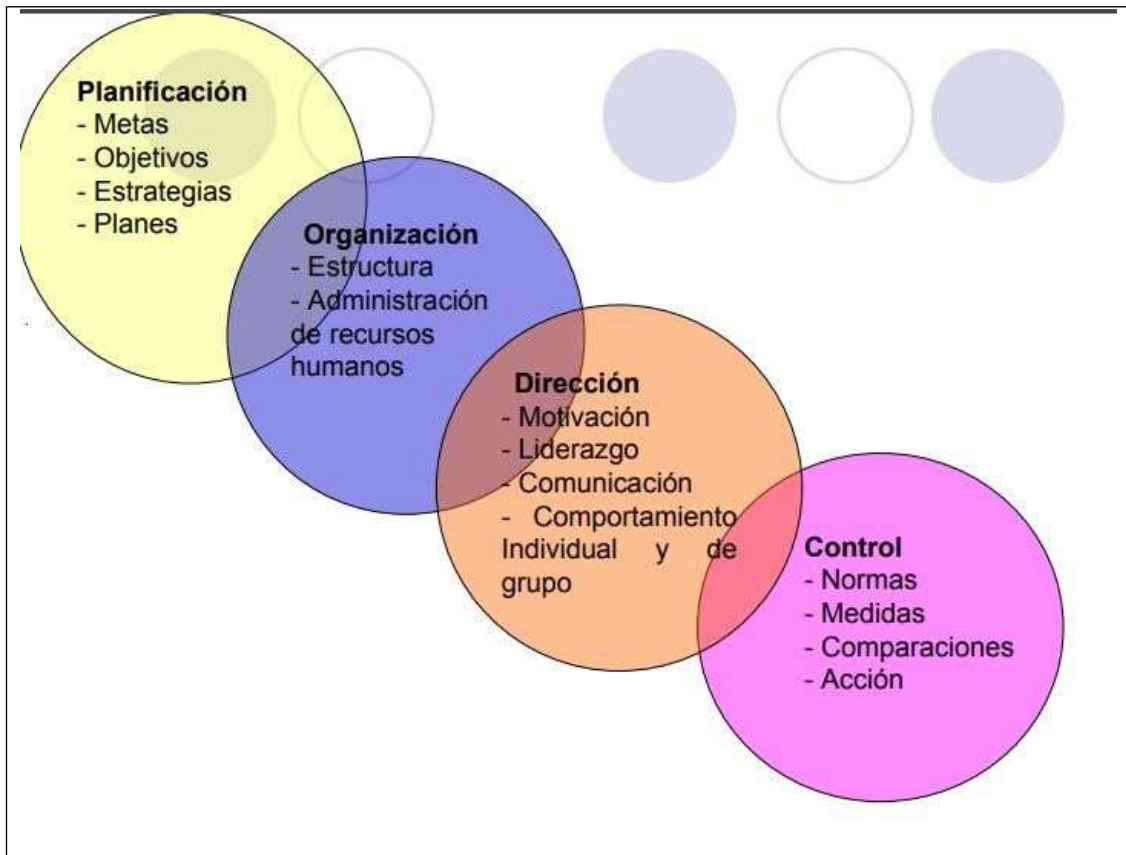 Planificación
- Metas
- Objetivos
- Estrategias
- Planes
Organización
- Estructura
- Administración
de recursos
humanos
Dirección
- Motivación
- Liderazgo
- Comunicación
- Comportamiento
Individual y de
grupo
Control
- Normas
- Medidas
- Comparaciones
- Acción